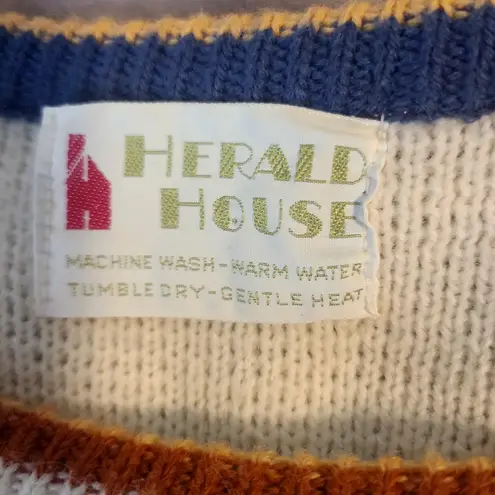 HERALD
HOUSE
MACHINE WASH-WARM WATER
TUMBLE DRY-GENTLE HEAT